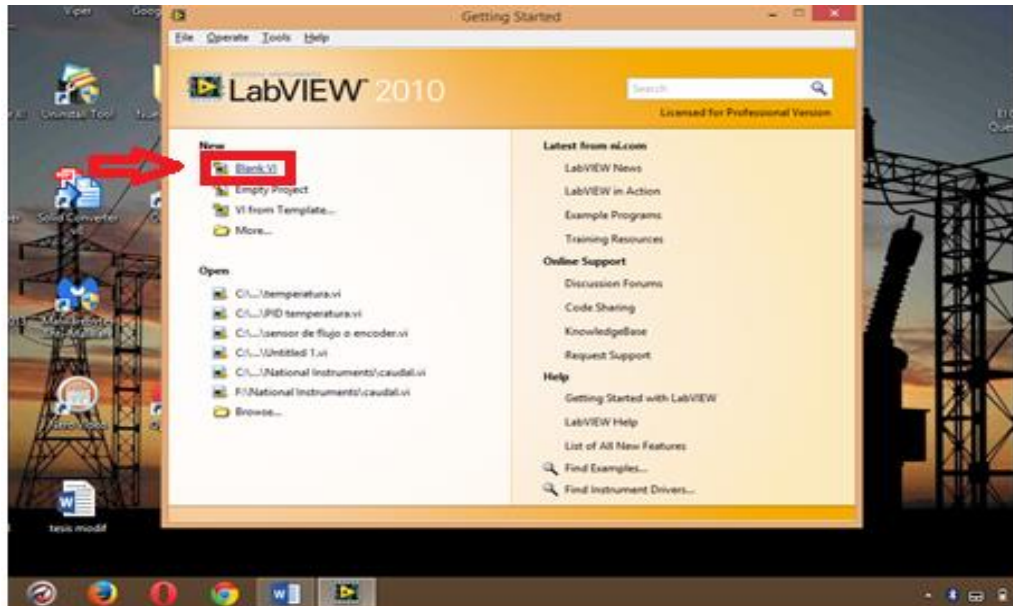 Viper
Goog
Getting Started
File Operate Tools Help
LabVIEW 2010
Search
Licensed for Professional Version
Uninstall Tool
New
Blank VI
Empty Project
VI from Template...
More...
Open
C:\...\temperatura.vi
C:\...\PID temperatura.vi
C:\...\sensor de flujo o encoder.vi
C:\...\Untitled 1.vi
C:\...\National Instruments\caudal.vi
F:\National Instruments\caudal.vi
Browse...
Latest from ni.com
LabVIEW News
LabVIEW in Action
Example Programs
Training Resources
Online Support
Discussion Forums
Code Sharing
KnowledgeBase
Request Support
Help
Getting Started with LabVIEW
LabVIEW Help
List of All New Features
Find Examples...
Find Instrument Drivers...
Solid Converter
tesis modif